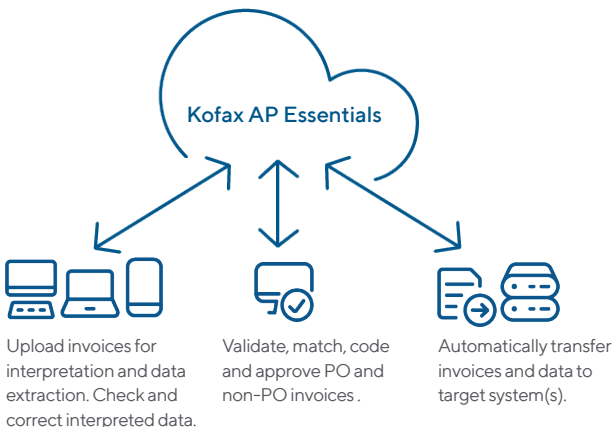 Kofax AP Essentials
Upload invoices for
interpretation and data
extraction. Check and
correct interpreted data.
Validate, match, code
and approve PO and
non-PO invoices .
Automatically transfer
invoices and data to
target system(s).